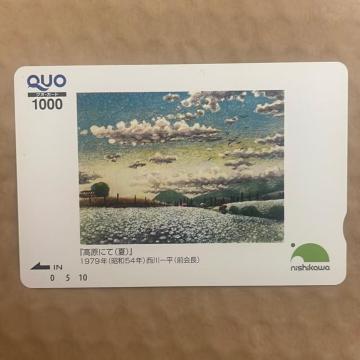 QUO
クオ・カード
1000
『高原にて(夏)』
1979年(昭和54年)西川一平(前会長)
nishikawa
IN
0 5 10